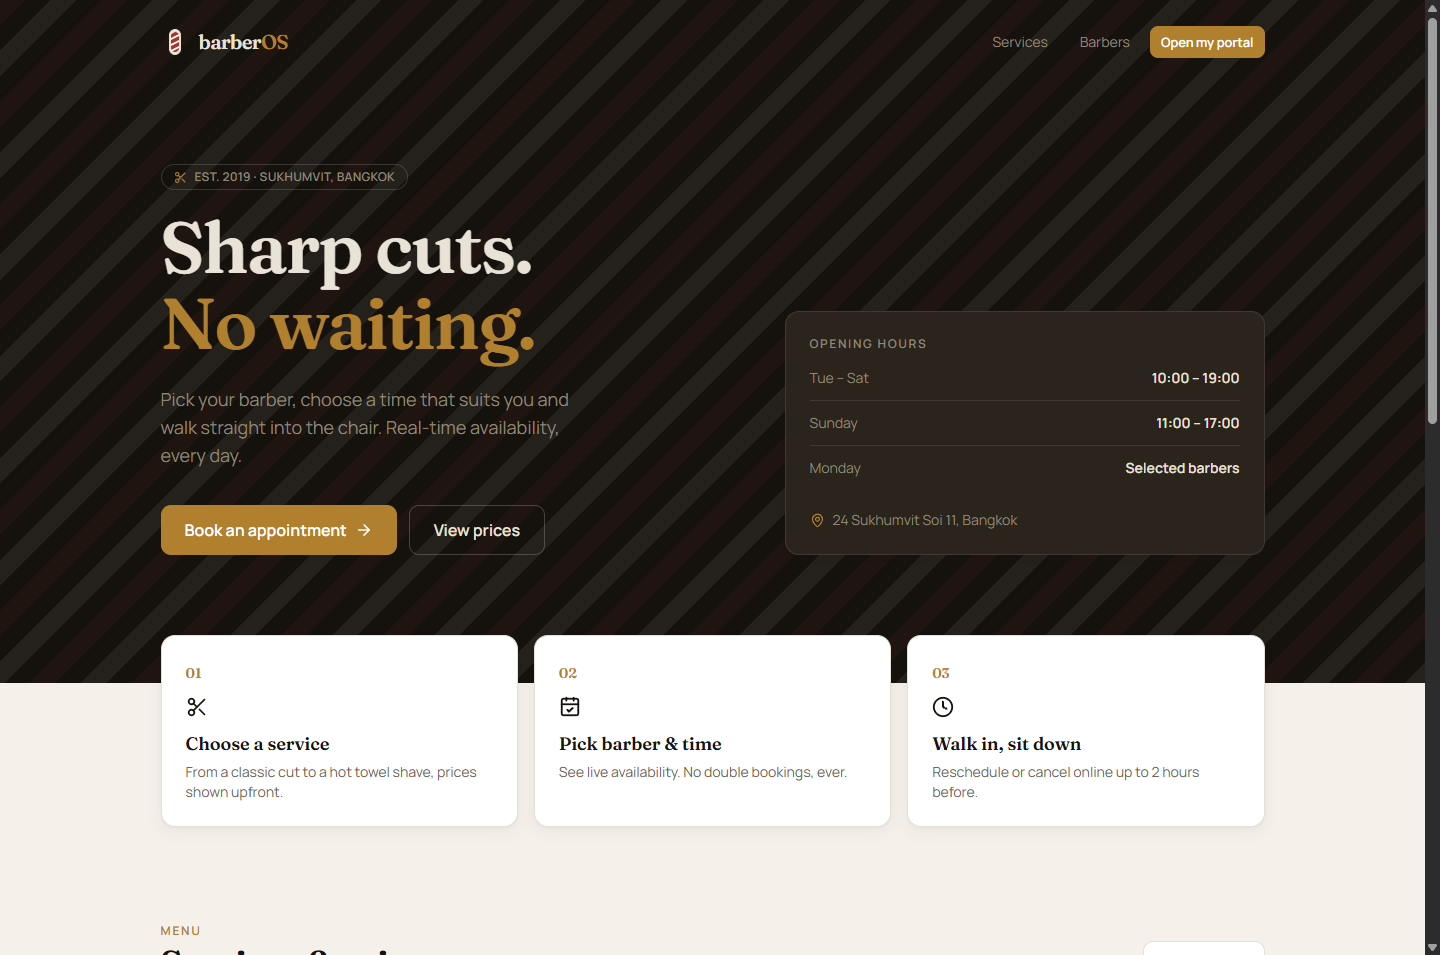 barberOS
Services
Barbers
Open my portal
EST. 2019 · SUKHUMVIT, BANGKOK
Sharp cuts.
No waiting.
Pick your barber, choose a time that suits you and
walk straight into the chair. Real-time availability,
every day.
Book an appointment
View prices
OPENING HOURS
Tue – Sat
10:00 – 19:00
Sunday
11:00 – 17:00
Monday
Selected barbers
24 Sukhumvit Soi 11, Bangkok
01
Choose a service
From a classic cut to a hot towel shave, prices
shown upfront.
02
Pick barber & time
See live availability. No double bookings, ever.
03
Walk in, sit down
Reschedule or cancel online up to 2 hours
before.
MENU